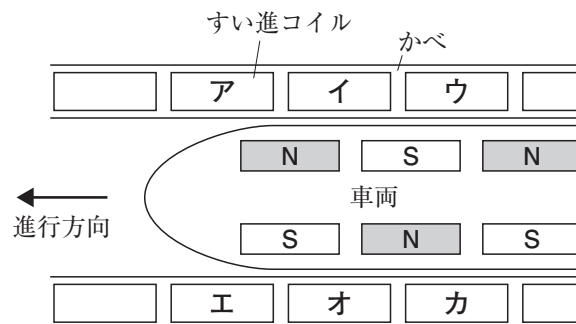 すい進コイル
かべ
ア イ ウ
N S N
車両
進行方向
S N S
エ オ カ